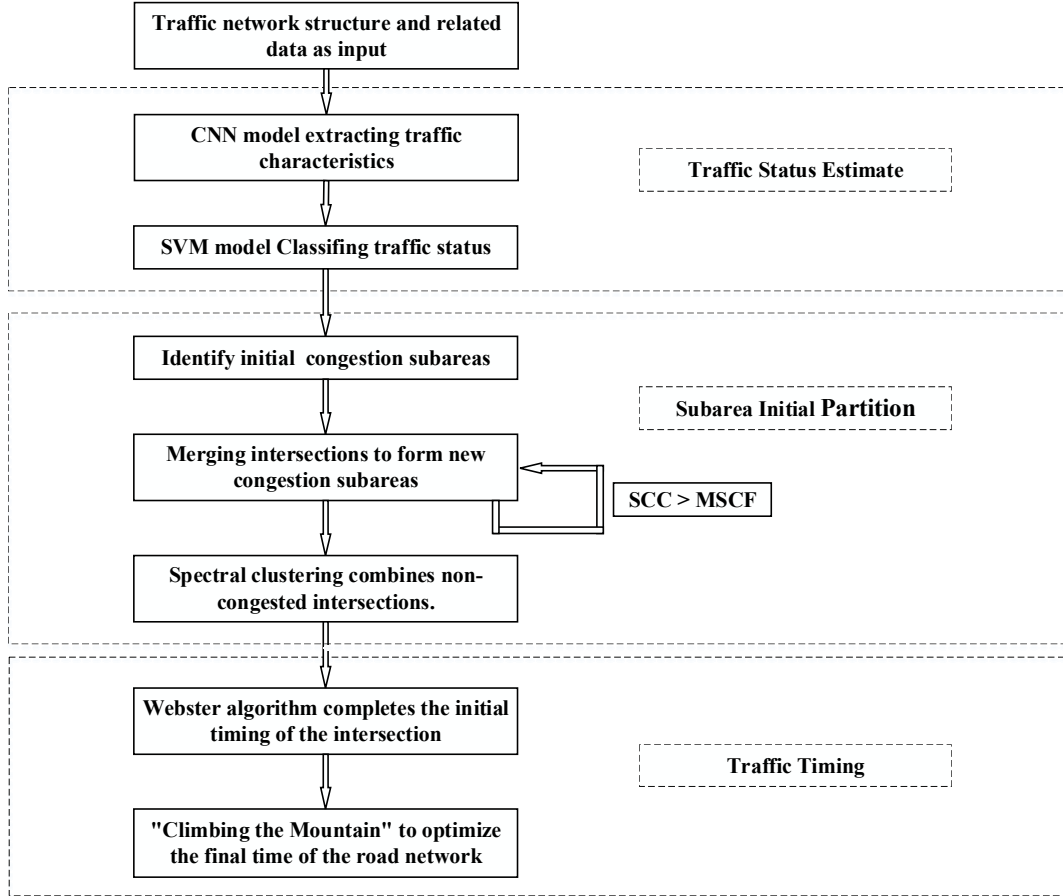 Traffic network structure and related
data as input
CNN model extracting traffic
characteristics
Traffic Status Estimate
SVM model Classifing traffic status
Identify initial congestion subareas
Subarea Initial Partition
Merging intersections to form new
congestion subareas
SCC > MSCF
Spectral clustering combines non-
congested intersections.
Webster algorithm completes the initial
timing of the intersection
Traffic Timing
"Climbing the Mountain" to optimize
the final time of the road network